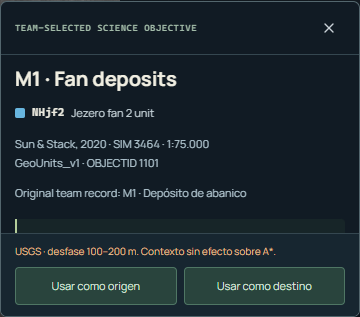 TEAM-SELECTED SCIENCE OBJECTIVE
M1 · Fan deposits
NHjf2 Jezero fan 2 unit
Sun & Stack, 2020 · SIM 3464 · 1:75.000
GeoUnits_v1 · OBJECTID 1101
Original team record: M1 · Depósito de abanico
USGS · desfase 100–200 m. Contexto sin efecto sobre A*.
Usar como origen
Usar como destino